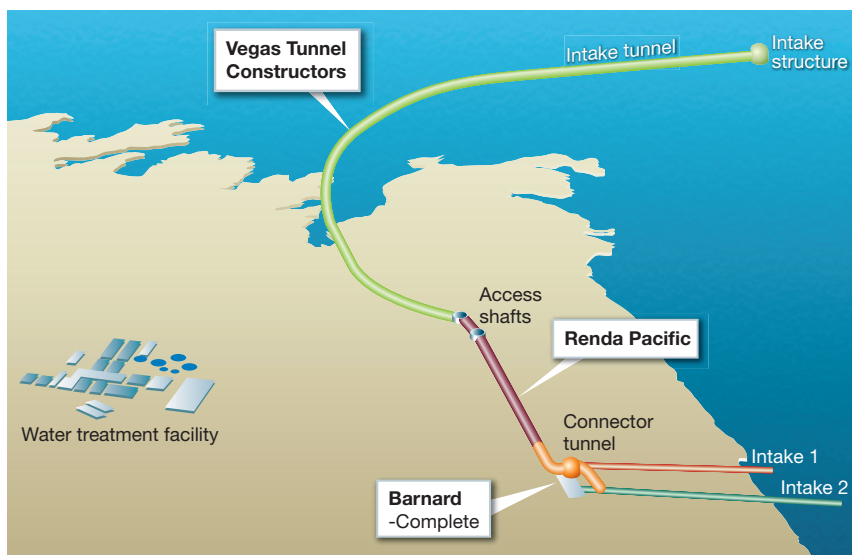 Vegas Tunnel
Constructors
Intake tunnel
Intake
structure
Access
shafts
Renda Pacific
Water treatment facility
Connector
tunnel
Intake 1
Intake 2
Barnard
-Complete